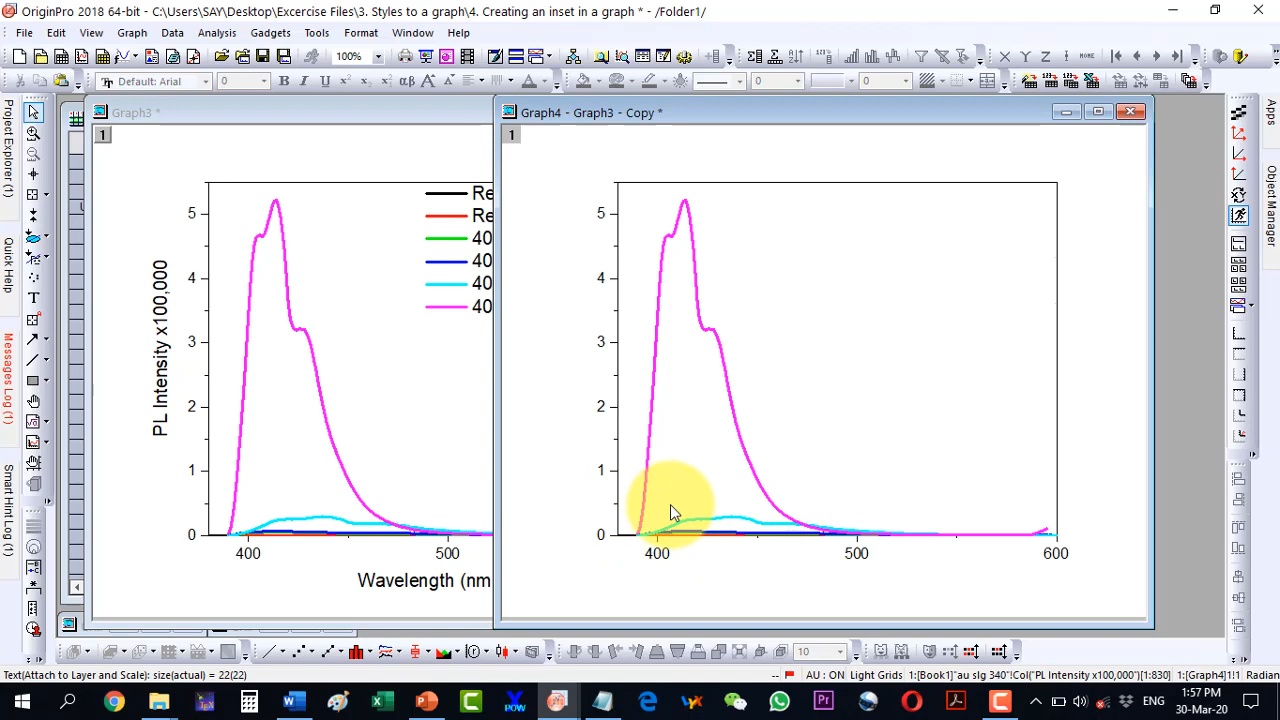 OriginPro 2018 64-bit - C:\Users\SAY\Desktop\Excercise Files\3. Styles to a graph\4. Creating an inset in a graph * - /Folder1/
File Edit View Graph Data Analysis Gadgets Tools Format Window Help
100%
Default: Arial 0 B I U 0 0
Project Explorer (1)
Quick Help
Messages Log (1)
Smart Hint Log (1)
Apps
Object Manager
Graph3 *
1
PL Intensity x100,000
5
4
3
2
1
0
400 500
Wavelength (nm
Re
Re
40
40
40
40
Graph4 - Graph3 - Copy *
1
5
4
3
2
1
0
400 500 600
10
Text(Attach to Layer and Scale): size(actual) = 22(22)
-- AU : ON Light Grids 1:[Book1]"au slg 340"!Col("PL Intensity x100,000")[1:830] 1:[Graph4]1!1 Radian
ENG
1:57 PM
30-Mar-20